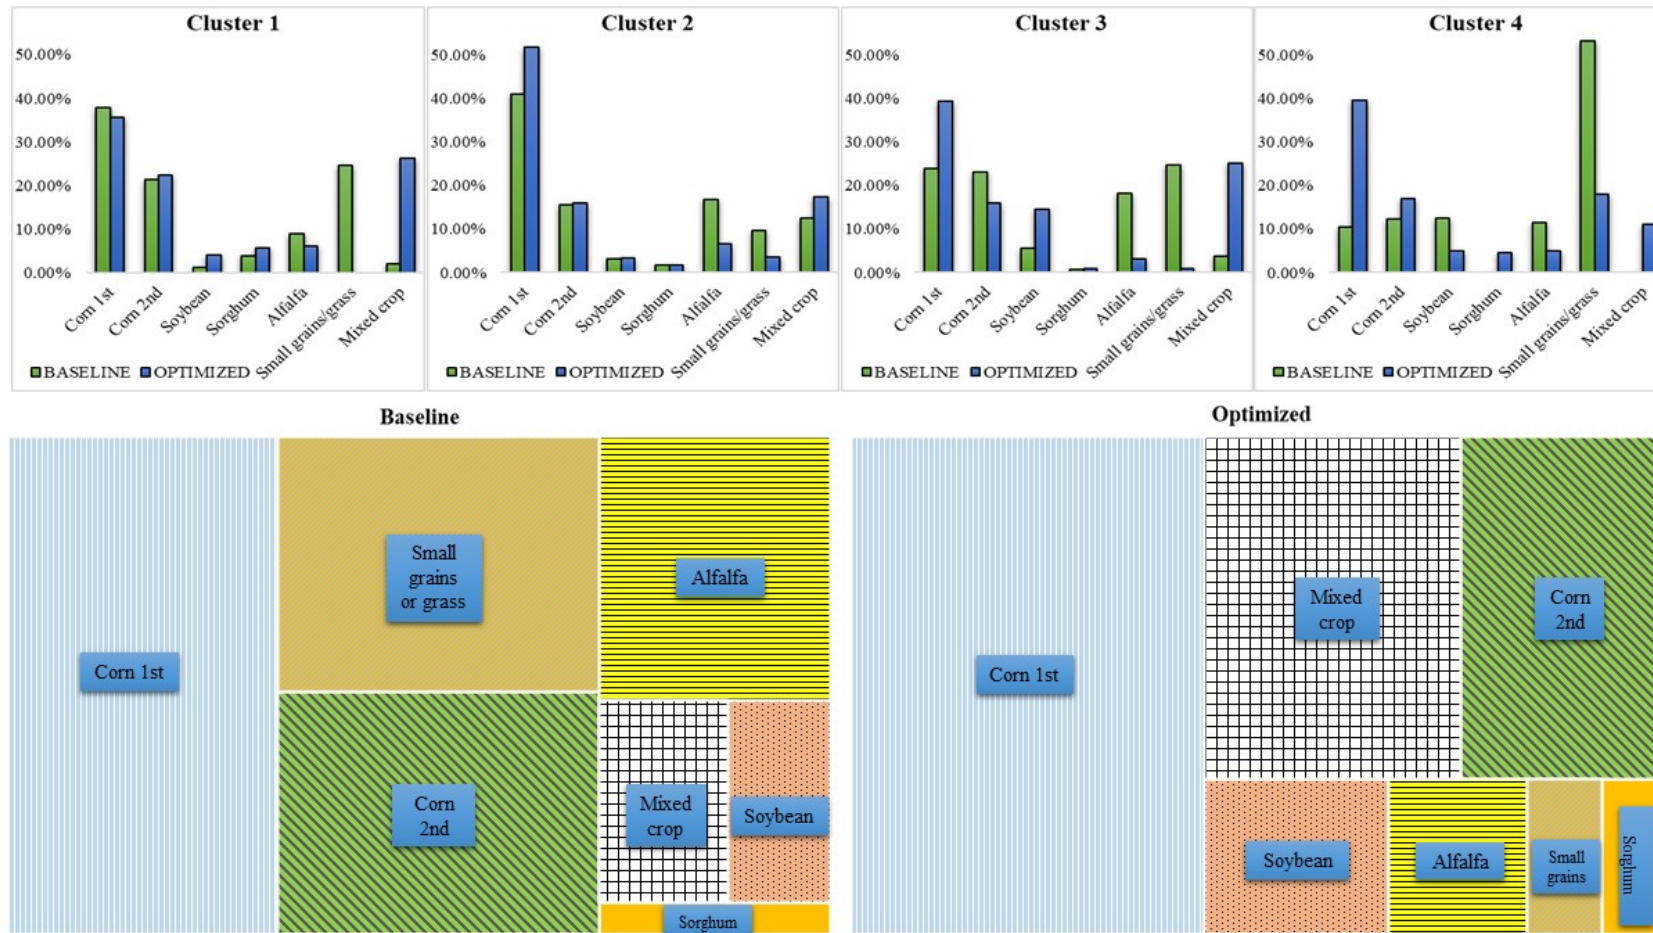 Cluster 1
50.00%
40.00%
30.00%
20.00%
10.00%
0.00%
Corn 1st
Corn 2nd
Soybean
Sorghum
Alfalfa
Small grains/grass
Mixed crop
BASELINE OPTIMIZED
Cluster 2
50.00%
40.00%
30.00%
20.00%
10.00%
0.00%
Corn 1st
Corn 2nd
Soybean
Sorghum
Alfalfa
Small grains/grass
Mixed crop
BASELINE OPTIMIZED
Cluster 3
50.00%
40.00%
30.00%
20.00%
10.00%
0.00%
Corn 1st
Corn 2nd
Soybean
Sorghum
Alfalfa
Small grains/grass
Mixed crop
BASELINE OPTIMIZED
Cluster 4
50.00%
40.00%
30.00%
20.00%
10.00%
0.00%
Corn 1st
Corn 2nd
Soybean
Sorghum
Alfalfa
Small grains/grass
Mixed crop
BASELINE OPTIMIZED
Baseline
Corn 1st
Small
grains
or grass
Alfalfa
Corn
2nd
Mixed
crop
Soybean
Sorghum
Optimized
Corn 1st
Mixed
crop
Corn
2nd
Soybean
Alfalfa
Small
grains
Sorghum